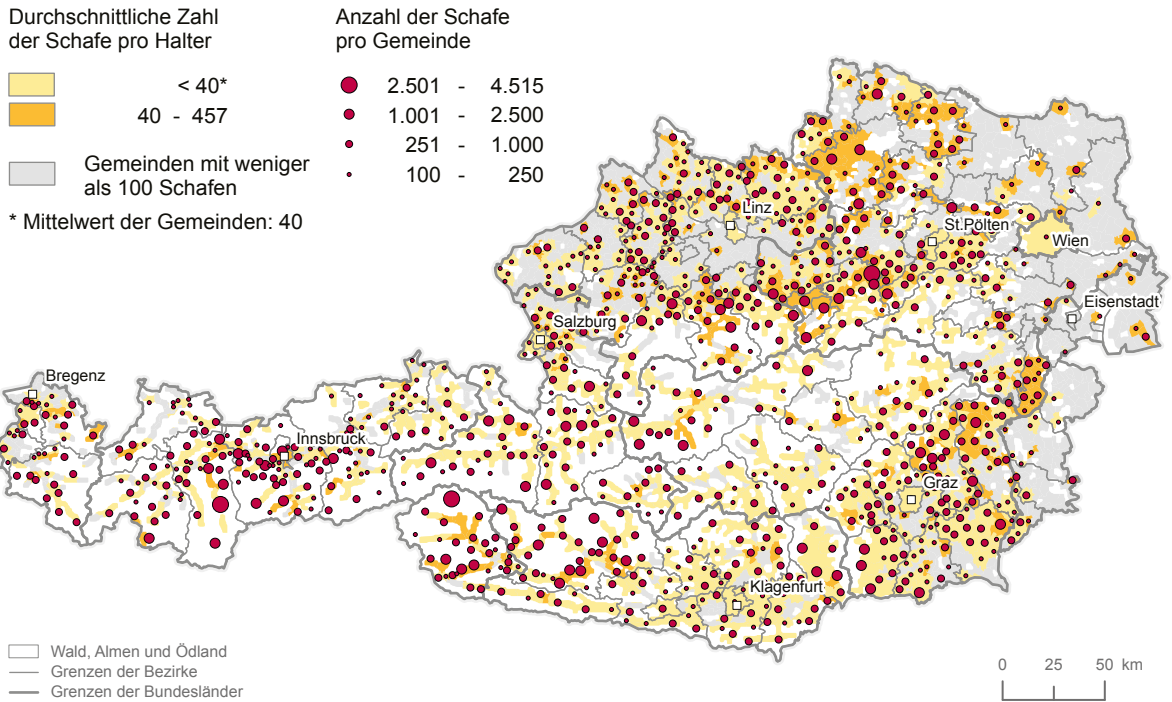 Durchschnittliche Zahl
der Schafe pro Halter
< 40*
40 - 457
Gemeinden mit weniger
als 100 Schafen
* Mittelwert der Gemeinden: 40
Anzahl der Schafe
pro Gemeinde
2.501 - 4.515
1.001 - 2.500
251 - 1.000
100 - 250
Linz
St.Pölten
Wien
Eisenstadt
Salzburg
Bregenz
Innsbruck
Graz
Klagenfurt
Wald, Almen und Ödland
Grenzen der Bezirke
Grenzen der Bundesländer
0 25 50 km